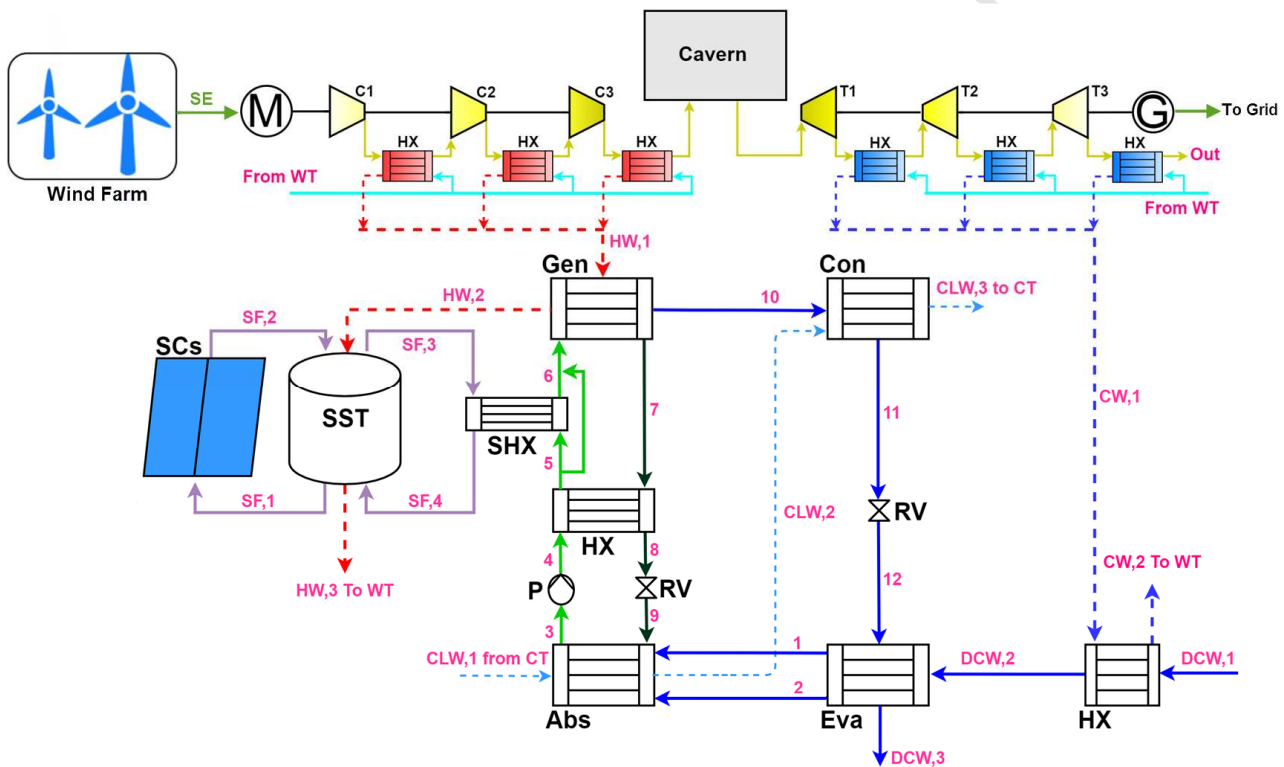 Cavern
C1
C2
C3
T1
T2
T3
SE
M
G
To Grid
HX
HX
HX
HX
HX
HX
Out
Wind Farm
From WT
From WT
HW,1
Gen
Con
HW,2
10
CLW,3 to CT
SF,2
SCs
SF,3
6
7
11
CW,1
SST
SHX
5
SF,1
SF,4
CLW,2
RV
HX
4
8
12
CW,2 To WT
HW,3 To WT
P
RV
9
3
CLW,1 from CT
1
DCW,2
DCW,1
2
Abs
Eva
HX
DCW,3